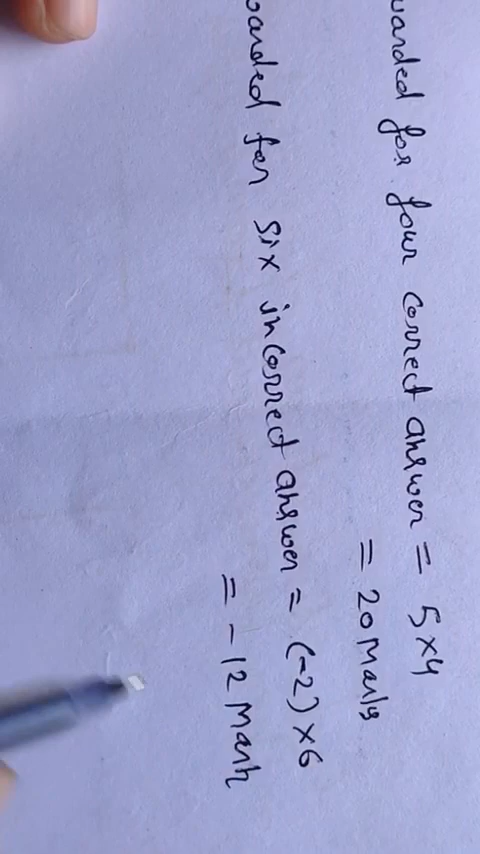 warded for four correct answer = 5×4
= 20 Marks
warded for six incorrect answer = (-2)×6
= -12 Mark